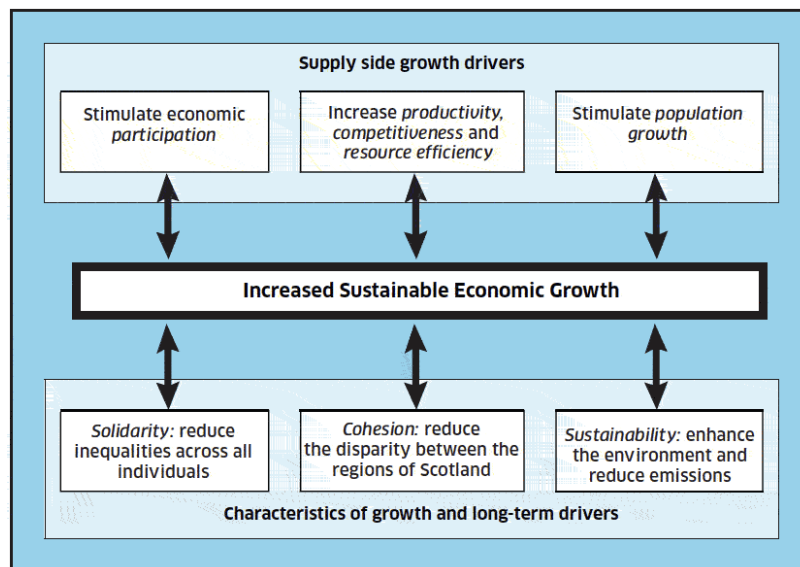 Supply side growth drivers
Stimulate economic
participation
Increase productivity,
competitiveness and
resource efficiency
Stimulate population
growth
Increased Sustainable Economic Growth
Solidarity: reduce
inequalities across all
individuals
Cohesion: reduce
the disparity between the
regions of Scotland
Sustainability: enhance
the environment and
reduce emissions
Characteristics of growth and long-term drivers